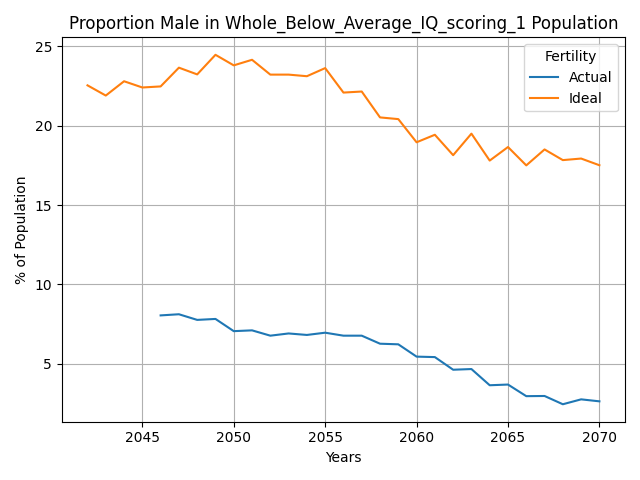 Proportion Male in Whole_Below_Average_IQ_scoring_1 Population
25
20
15
10
5
% of Population
Fertility
Actual
Ideal
2045 2050 2055 2060 2065 2070
Years